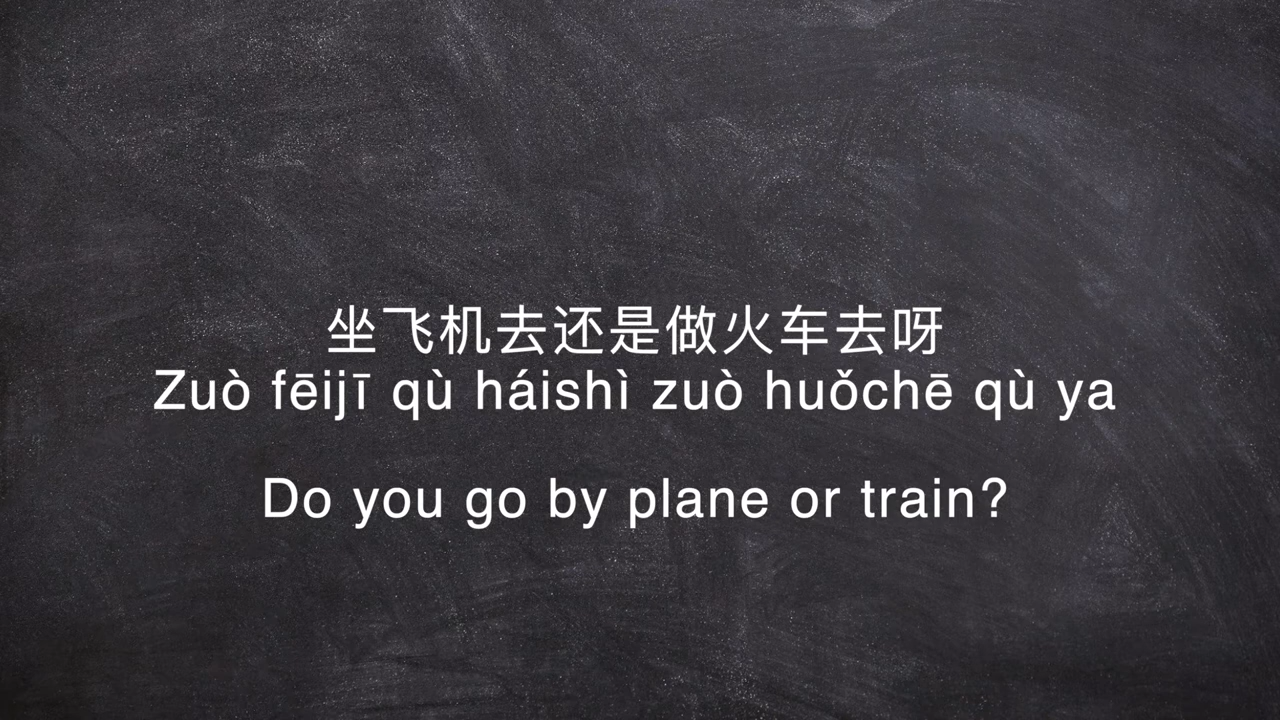 坐飞机去还是做火车去呀
Zuò fēijī qù háishì zuò huǒchē qù ya
Do you go by plane or train?